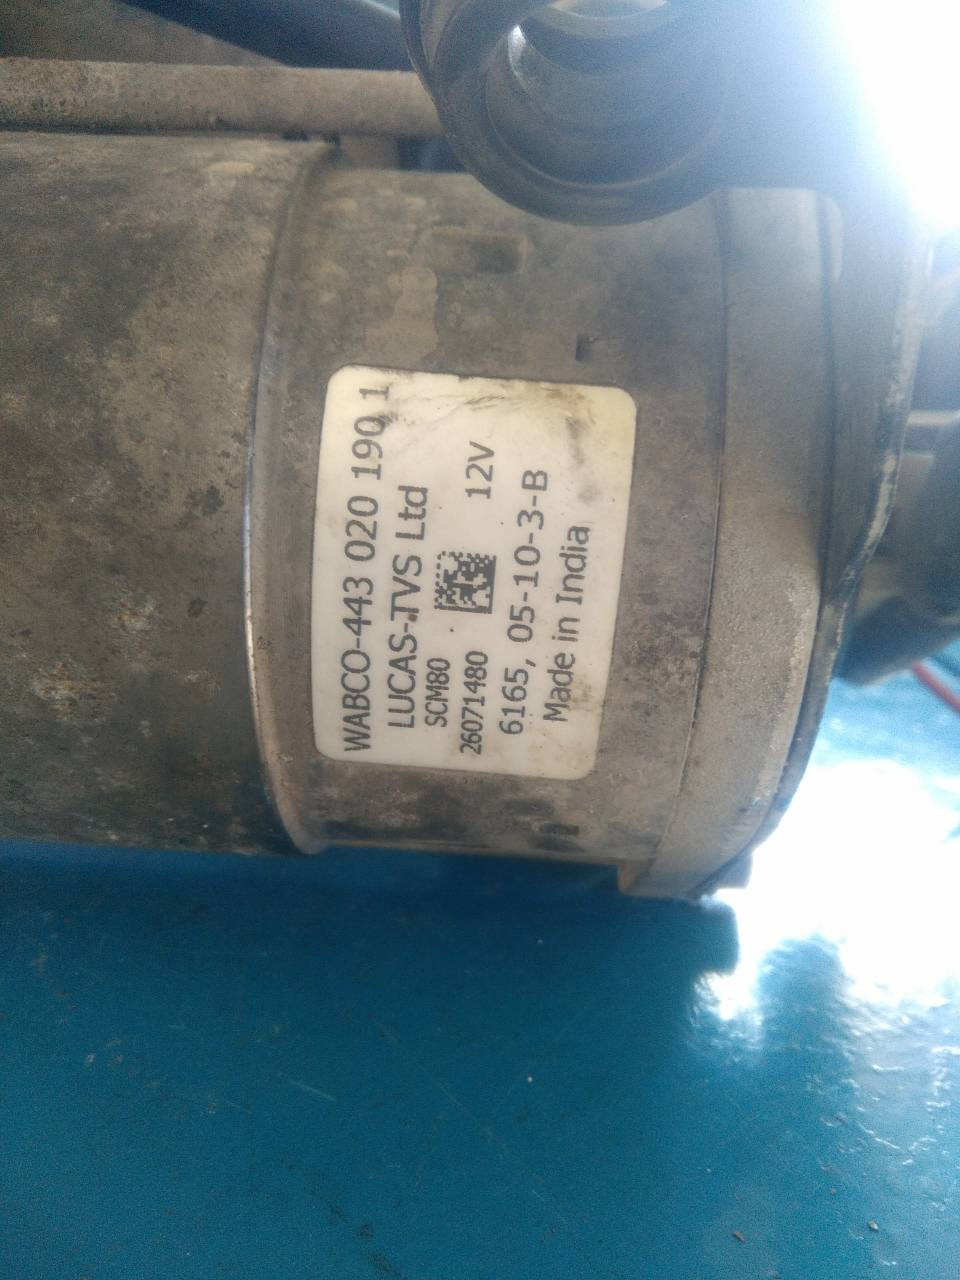 WABCO-443 020 190 1
LUCAS-TVS Ltd
SCM80
26071480 12V
6165, 05-10-3-B
Made in India